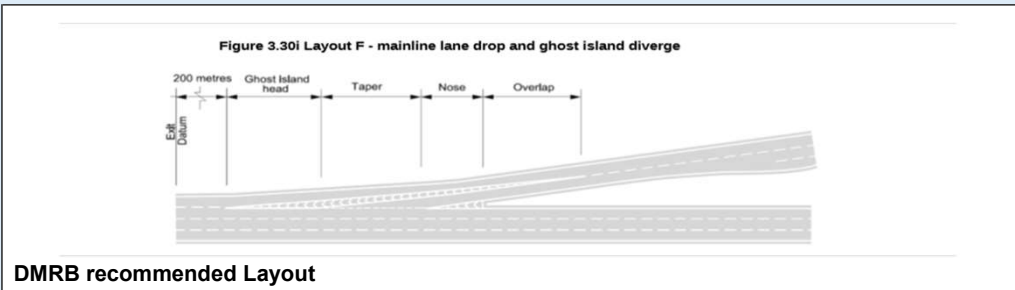 Figure 3.30i Layout F - mainline lane drop and ghost island diverge
200 metres
Ghost Island
head
Taper
Nose
Overlap
Exit
Datum
DMRB recommended Layout